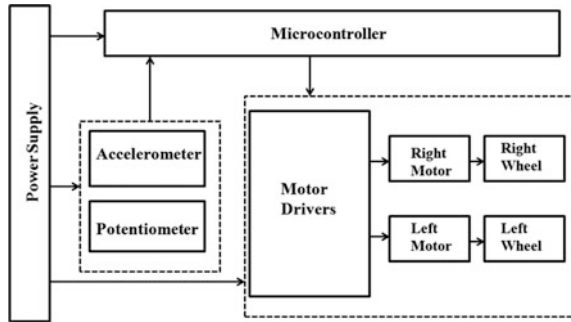 Microcontroller
Power Supply
Accelerometer
Potentiometer
Motor
Drivers
Right
Motor
Right
Wheel
Left
Motor
Left
Wheel